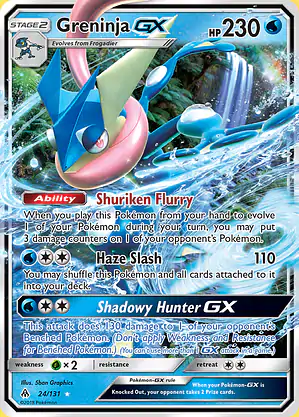 STAGE 2 Greninja GX HP 230
Evolves from Frogadier
Ability Shuriken Flurry
When you play this Pokémon from your hand to evolve
1 of your Pokémon during your turn, you may put
3 damage counters on 1 of your opponent's Pokémon.
Haze Slash 110
You may shuffle this Pokémon and all cards attached to it
into your deck.
Shadowy Hunter GX
This attack does 130 damage to 1 of your opponent's
Benched Pokémon. (Don't apply Weakness and Resistance
for Benched Pokémon.) (You can't use more than 1 GX attack in a game.)
weakness ×2 resistance retreat
Illus. 5ban Graphics
24/131
©2018 Pokémon
Pokémon-GX rule
When your Pokémon-GX is
Knocked Out, your opponent takes 2 Prize cards.